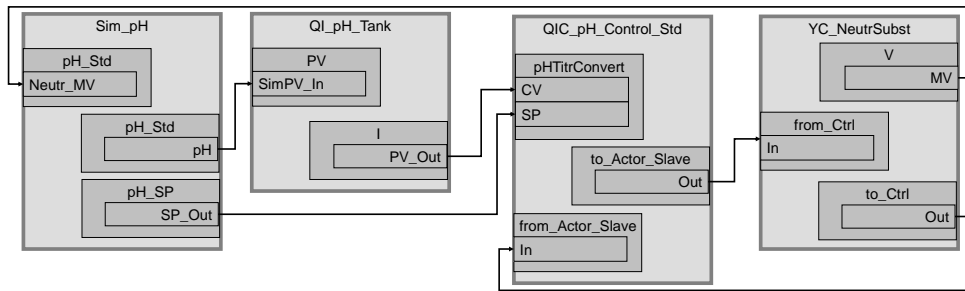 Sim_pH
pH_Std
Neutr_MV
pH_Std
pH
pH_SP
SP_Out
QI_pH_Tank
PV
SimPV_In
I
PV_Out
QIC_pH_Control_Std
pHTitrConvert
CV
SP
to_Actor_Slave
Out
from_Actor_Slave
In
YC_NeutrSubst
V
MV
from_Ctrl
In
to_Ctrl
Out